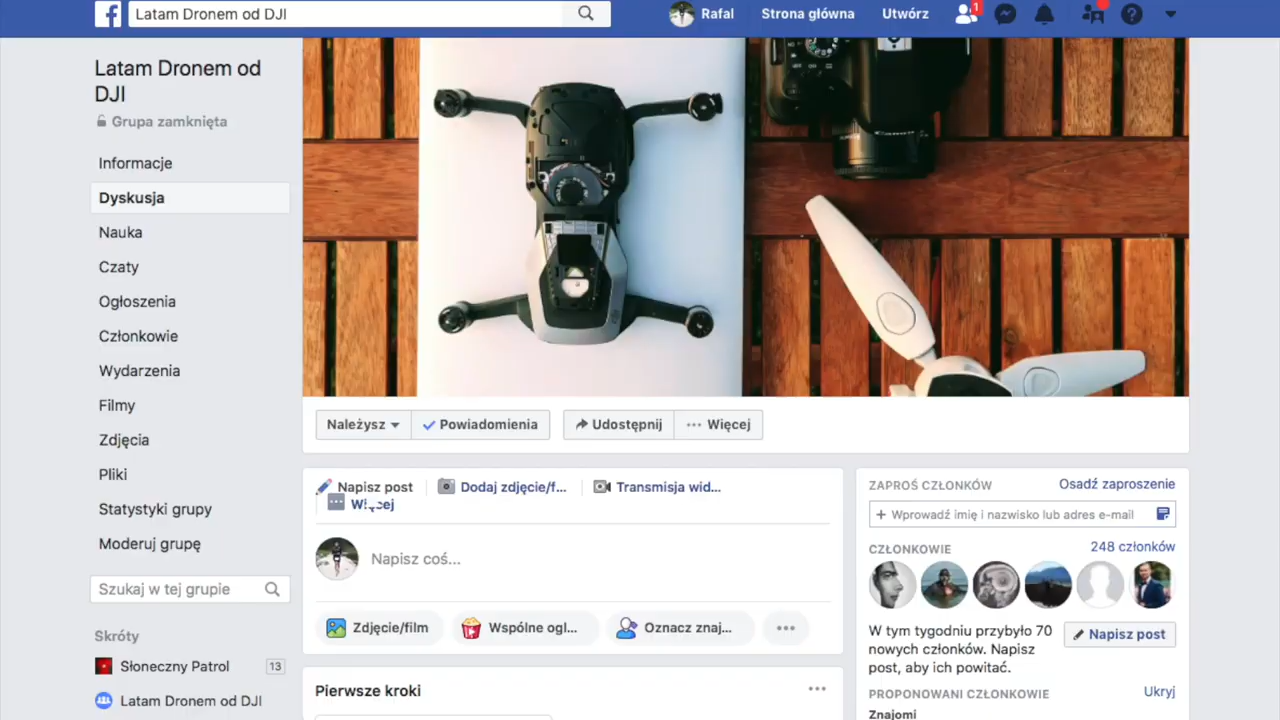 Latam Dronem od DJI
Rafal
Strona główna
Utwórz
1
Latam Dronem od
DJI
Grupa zamknięta
Informacje
Dyskusja
Nauka
Czaty
Ogłoszenia
Członkowie
Wydarzenia
Filmy
Zdjęcia
Pliki
Statystyki grupy
Moderuj grupę
Szukaj w tej grupie
Skróty
Słoneczny Patrol 13
Latam Dronem od DJI
Należysz
Powiadomienia
Udostępnij
Więcej
Napisz post
Dodaj zdjęcie/f...
Transmisja wid...
Więcej
Napisz coś...
Zdjęcie/film
Wspólne ogl...
Oznacz znaj...
Pierwsze kroki
ZAPROŚ CZŁONKÓW
Osadź zaproszenie
+ Wprowadź imię i nazwisko lub adres e-mail
CZŁONKOWIE
248 członków
W tym tygodniu przybyło 70
nowych członków. Napisz
post, aby ich powitać.
Napisz post
PROPONOWANI CZŁONKOWIE
Ukryj
Znajomi